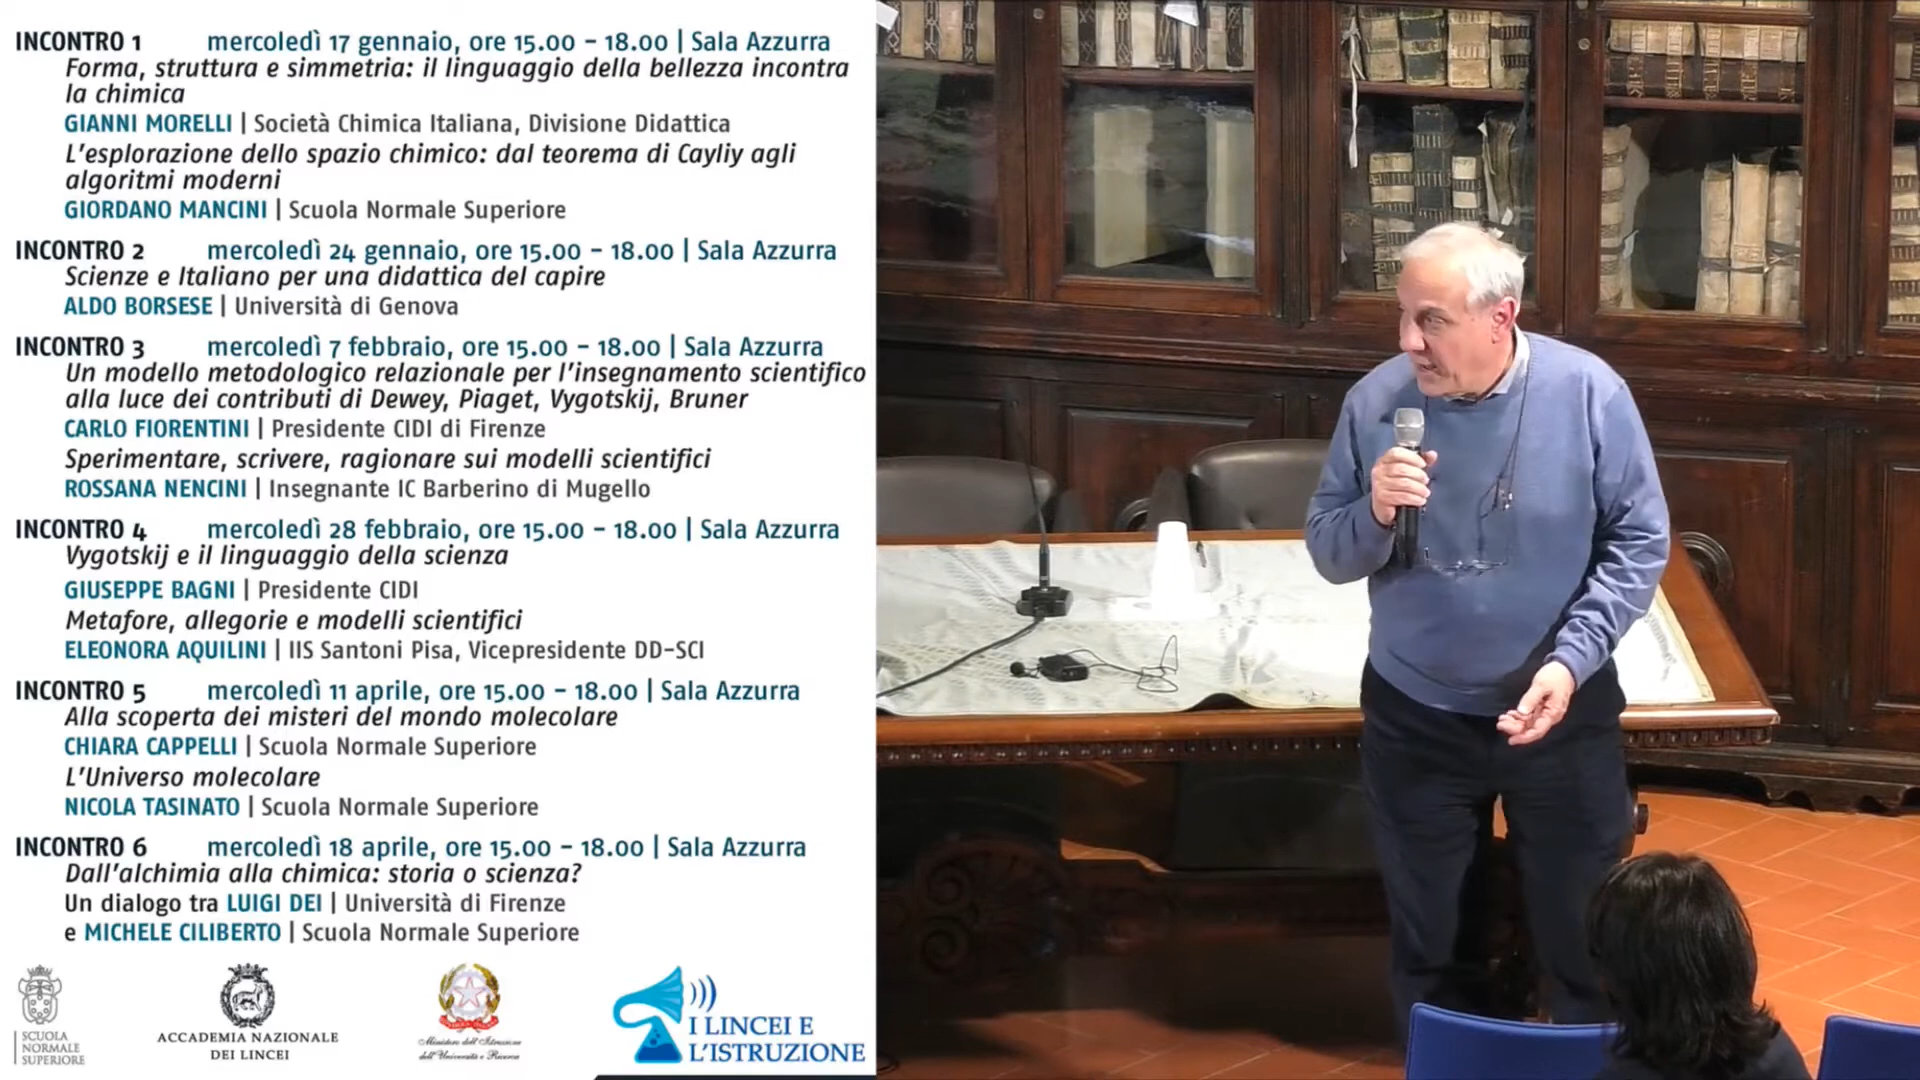 INCONTRO 1 mercoledì 17 gennaio, ore 15.00 – 18.00 | Sala Azzurra
Forma, struttura e simmetria: il linguaggio della bellezza incontra
la chimica
GIANNI MORELLI | Società Chimica Italiana, Divisione Didattica
L'esplorazione dello spazio chimico: dal teorema di Cayliy agli
algoritmi moderni
GIORDANO MANCINI | Scuola Normale Superiore
INCONTRO 2 mercoledì 24 gennaio, ore 15.00 – 18.00 | Sala Azzurra
Scienze e Italiano per una didattica del capire
ALDO BORSESE | Università di Genova
INCONTRO 3 mercoledì 7 febbraio, ore 15.00 – 18.00 | Sala Azzurra
Un modello metodologico relazionale per l'insegnamento scientifico
alla luce dei contributi di Dewey, Piaget, Vygotskij, Bruner
CARLO FIORENTINI | Presidente CIDI di Firenze
Sperimentare, scrivere, ragionare sui modelli scientifici
ROSSANA NENCINI | Insegnante IC Barberino di Mugello
INCONTRO 4 mercoledì 28 febbraio, ore 15.00 – 18.00 | Sala Azzurra
Vygotskij e il linguaggio della scienza
GIUSEPPE BAGNI | Presidente CIDI
Metafore, allegorie e modelli scientifici
ELEONORA AQUILINI | IIS Santoni Pisa, Vicepresidente DD-SCI
INCONTRO 5 mercoledì 11 aprile, ore 15.00 – 18.00 | Sala Azzurra
Alla scoperta dei misteri del mondo molecolare
CHIARA CAPPELLI | Scuola Normale Superiore
L'Universo molecolare
NICOLA TASINATO | Scuola Normale Superiore
INCONTRO 6 mercoledì 18 aprile, ore 15.00 – 18.00 | Sala Azzurra
Dall'alchimia alla chimica: storia o scienza?
Un dialogo tra LUIGI DEI | Università di Firenze
e MICHELE CILIBERTO | Scuola Normale Superiore
SCUOLA
NORMALE
SUPERIORE
ACCADEMIA NAZIONALE
DEI LINCEI
Ministero dell'Istruzione
dell'Università e Ricerca
I LINCEI E
L'ISTRUZIONE